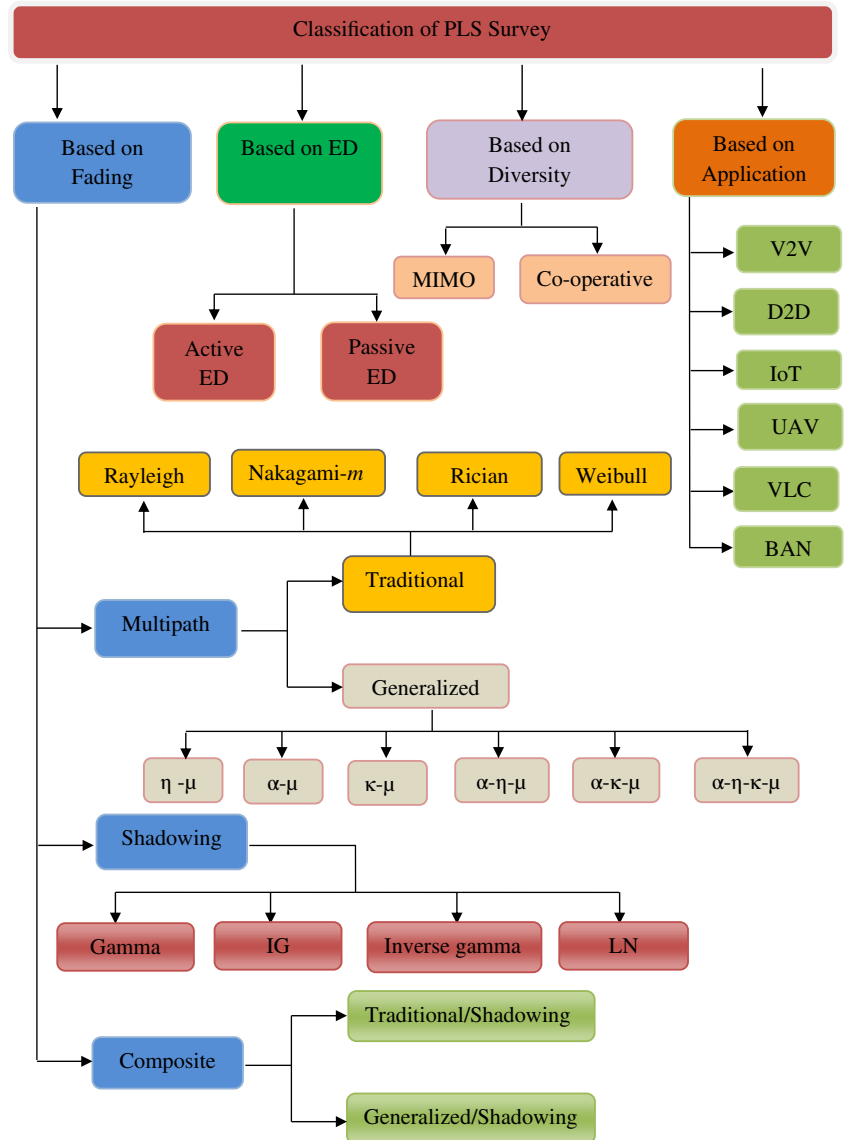 Classification of PLS Survey
Based on
Fading
Based on ED
Based on
Diversity
Based on
Application
MIMO
Co-operative
V2V
D2D
IoT
UAV
VLC
BAN
Active
ED
Passive
ED
Rayleigh
Nakagami-m
Rician
Weibull
Traditional
Multipath
Generalized
η -μ
α-μ
κ-μ
α-η-μ
α-κ-μ
α-η-κ-μ
Shadowing
Gamma
IG
Inverse gamma
LN
Traditional/Shadowing
Composite
Generalized/Shadowing